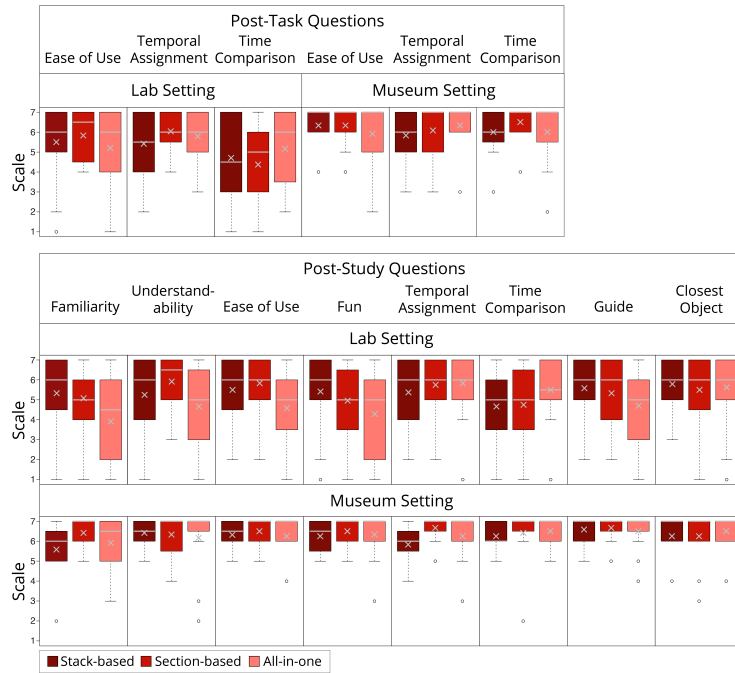 Post-Task Questions
Ease of Use Temporal Assignment Time Comparison Ease of Use Temporal Assignment Time Comparison
Lab Setting Museum Setting
Scale
7
6
5
4
3
2
1
Post-Study Questions
Familiarity Understand-ability Ease of Use Fun Temporal Assignment Time Comparison Guide Closest Object
Lab Setting
Scale
7
6
5
4
3
2
1
Museum Setting
Scale
7
6
5
4
3
2
1
Stack-based Section-based All-in-one